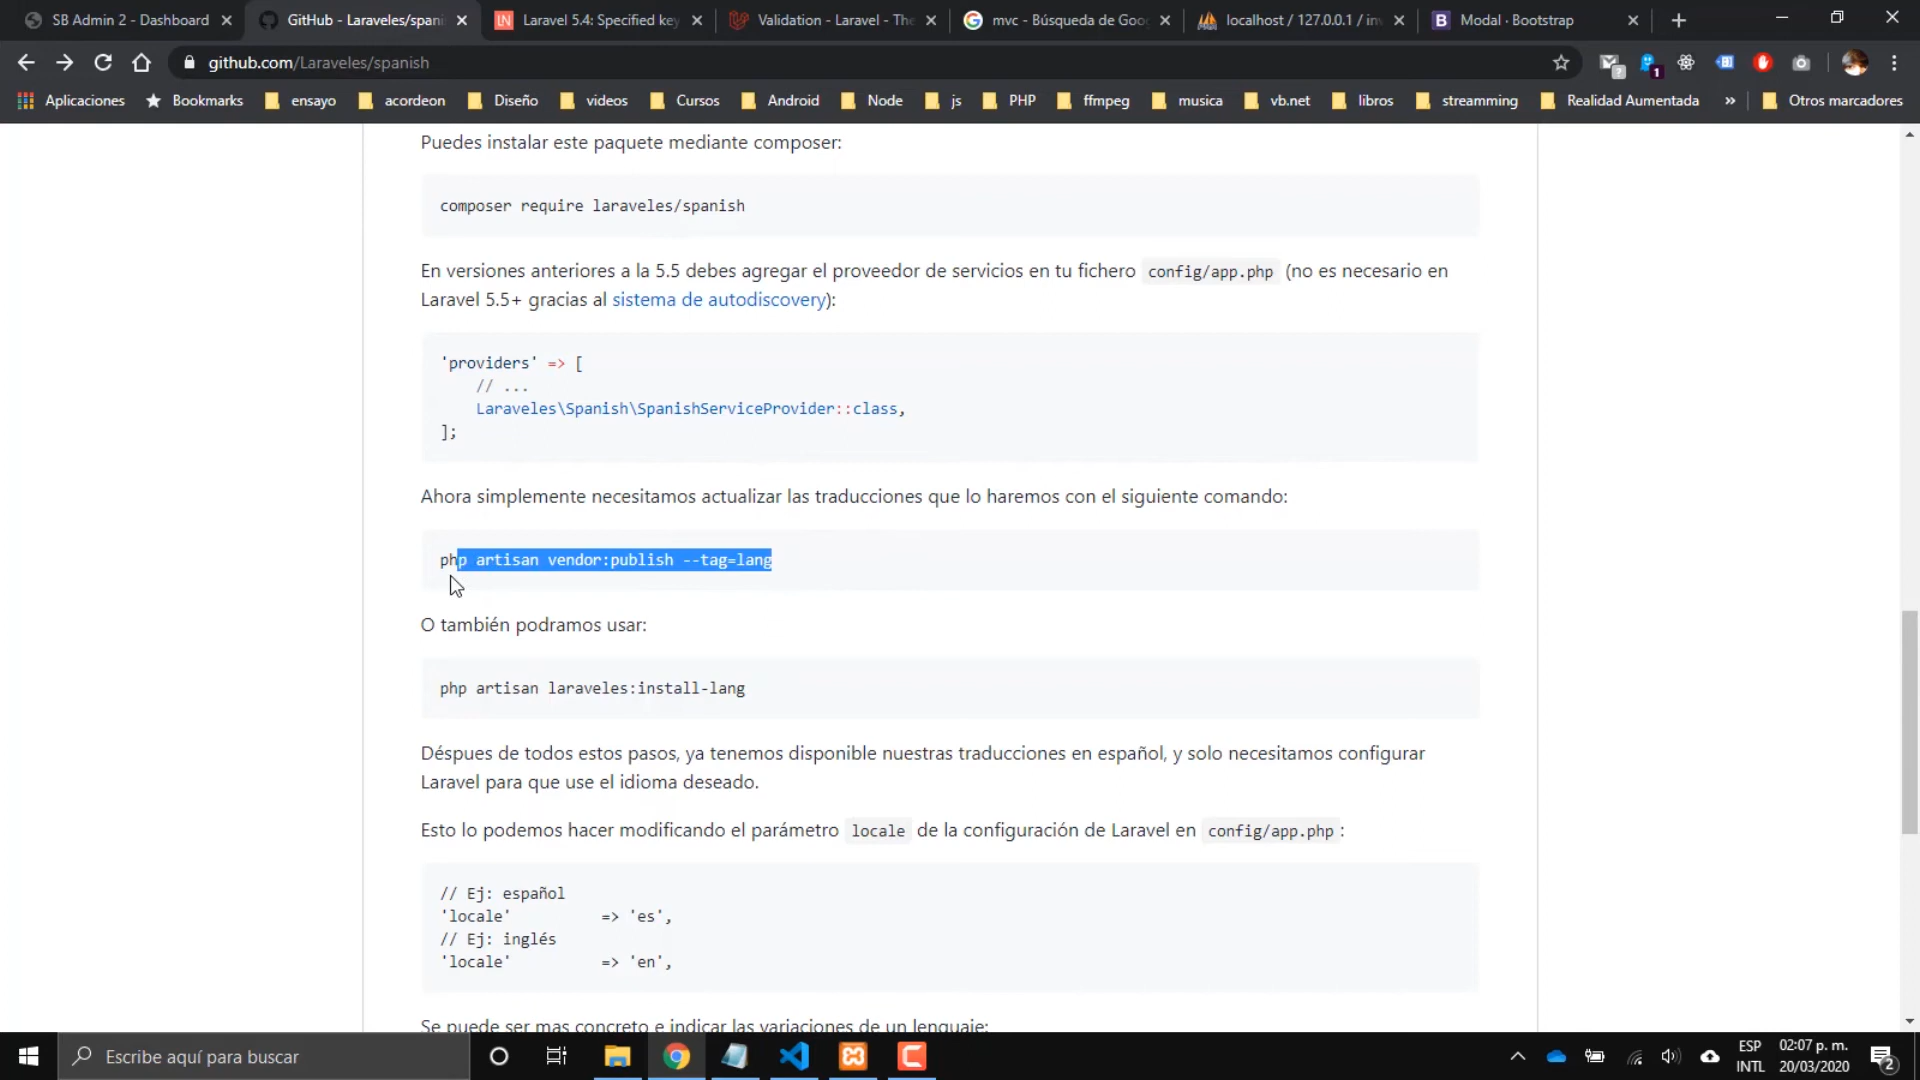 SB Admin 2 - Dashboard
GitHub - Laraveles/spani
Laravel 5.4: Specified key
Validation - Laravel - The
mvc - Búsqueda de Goo
localhost / 127.0.0.1 / inv
Modal · Bootstrap
github.com/Laraveles/spanish
Aplicaciones Bookmarks ensayo acordeon Diseño videos Cursos Android Node js PHP ffmpeg musica vb.net libros streamming Realidad Aumentada » Otros marcadores
Puedes instalar este paquete mediante composer:
composer require laraveles/spanish
En versiones anteriores a la 5.5 debes agregar el proveedor de servicios en tu fichero config/app.php (no es necesario en
Laravel 5.5+ gracias al sistema de autodiscovery):
'providers' => [
// ...
Laraveles\Spanish\SpanishServiceProvider::class,
];
Ahora simplemente necesitamos actualizar las traducciones que lo haremos con el siguiente comando:
php artisan vendor:publish --tag=lang
O también podramos usar:
php artisan laraveles:install-lang
Déspues de todos estos pasos, ya tenemos disponible nuestras traducciones en español, y solo necesitamos configurar
Laravel para que use el idioma deseado.
Esto lo podemos hacer modificando el parámetro locale de la configuración de Laravel en config/app.php :
// Ej: español
'locale' => 'es',
// Ej: inglés
'locale' => 'en',
Se puede ser mas concreto e indicar las variaciones de un lenguaje:
Escribe aquí para buscar
ESP
INTL
02:07 p. m.
20/03/2020
2